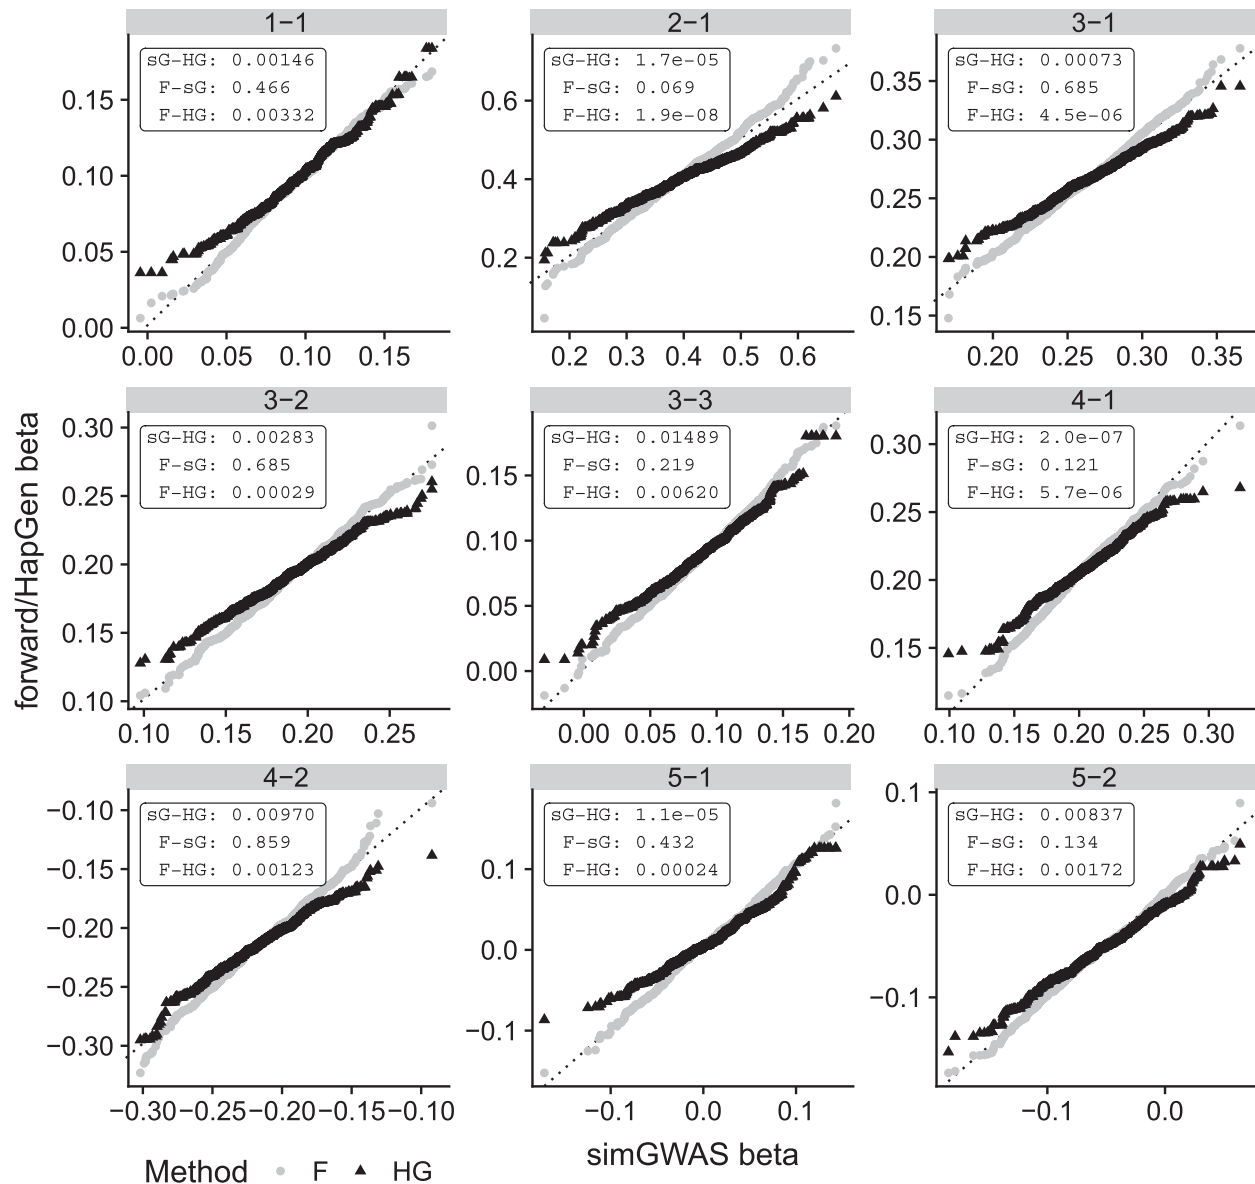 1−1
sG-HG: 0.00146
F-sG: 0.466
F-HG: 0.00332
0.15
0.10
0.05
0.00
0.00 0.05 0.10 0.15
2−1
sG-HG: 1.7e-05
F-sG: 0.069
F-HG: 1.9e-08
0.6
0.4
0.2
0.2 0.3 0.4 0.5 0.6
3−1
sG-HG: 0.00073
F-sG: 0.685
F-HG: 4.5e-06
0.35
0.30
0.25
0.20
0.15
0.20 0.25 0.30 0.35
forward/HapGen beta
3−2
sG-HG: 0.00283
F-sG: 0.685
F-HG: 0.00029
0.30
0.25
0.20
0.15
0.10
0.10 0.15 0.20 0.25
3−3
sG-HG: 0.01489
F-sG: 0.219
F-HG: 0.00620
0.15
0.10
0.05
0.00
0.00 0.05 0.10 0.15 0.20
4−1
sG-HG: 2.0e-07
F-sG: 0.121
F-HG: 5.7e-06
0.30
0.25
0.20
0.15
0.10 0.15 0.20 0.25 0.30
4−2
sG-HG: 0.00970
F-sG: 0.859
F-HG: 0.00123
−0.10
−0.15
−0.20
−0.25
−0.30
−0.30 −0.25 −0.20 −0.15 −0.10
5−1
sG-HG: 1.1e-05
F-sG: 0.432
F-HG: 0.00024
0.1
0.0
−0.1
−0.1 0.0 0.1
5−2
sG-HG: 0.00837
F-sG: 0.134
F-HG: 0.00172
0.1
0.0
−0.1
−0.1 0.0
simGWAS beta
Method F HG